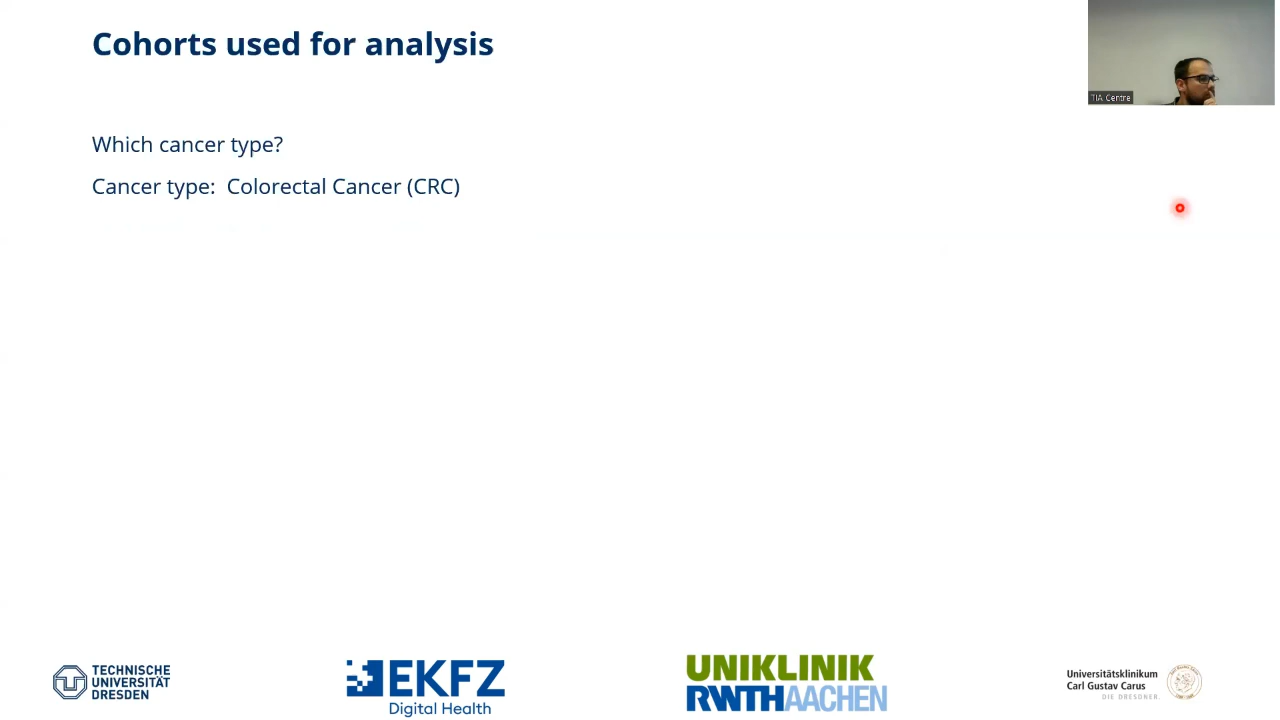 Cohorts used for analysis
TIA Centre
Which cancer type?
Cancer type: Colorectal Cancer (CRC)
TECHNISCHE
UNIVERSITÄT
DRESDEN
EKFZ
Digital Health
UNIKLINIK
RWTHAACHEN
Universitätsklinikum
Carl Gustav Carus
DIE DRESDNER.